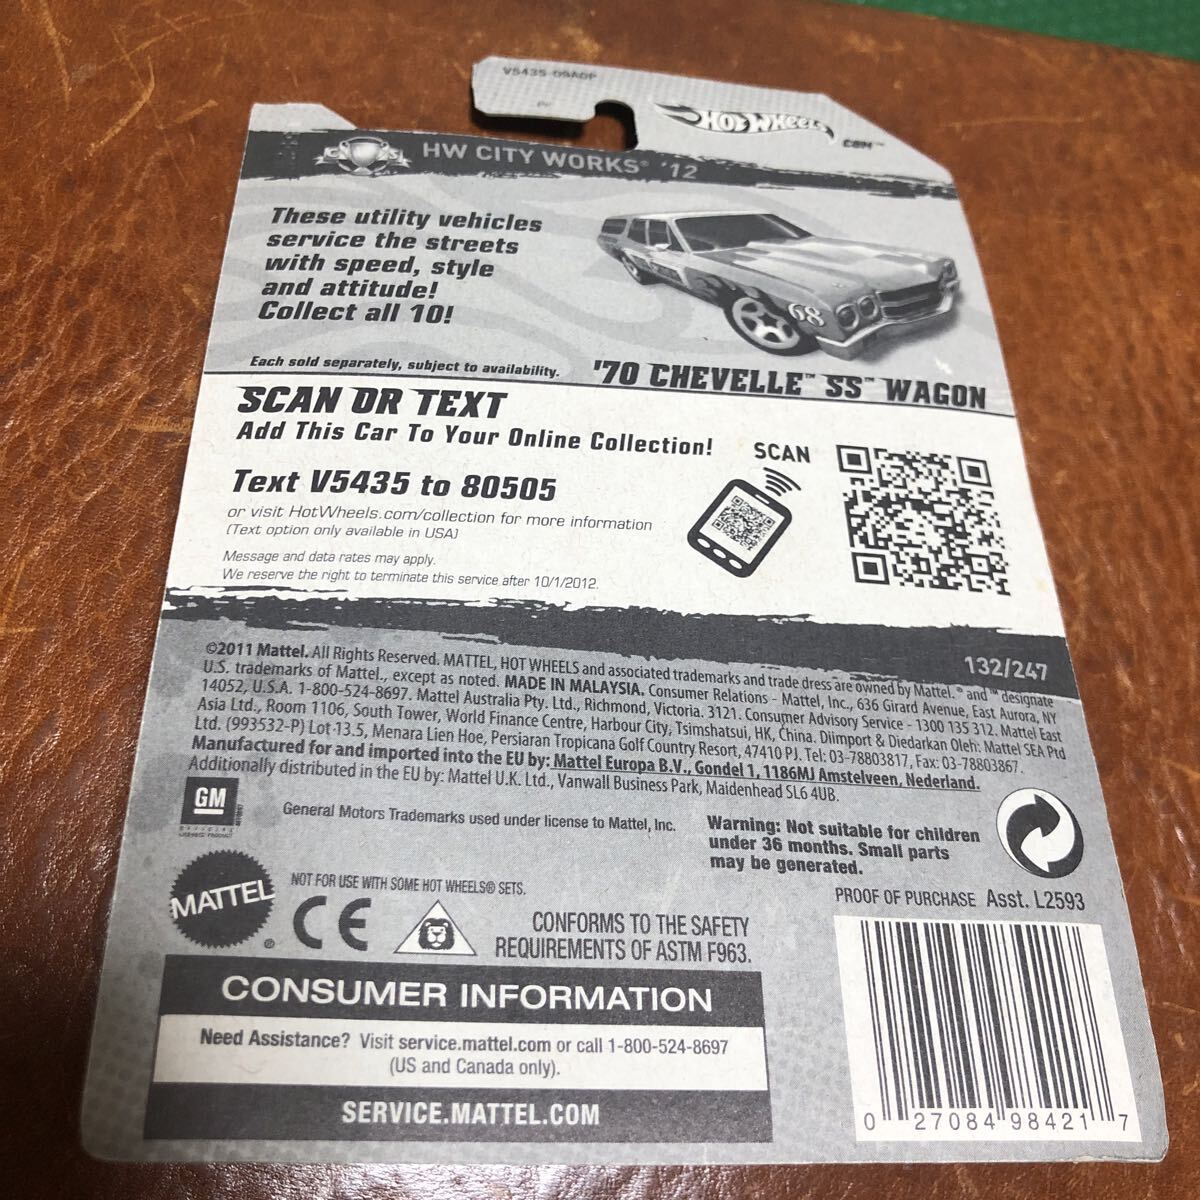 V5435-09A0F
Hot Wheels
.COM™
HW CITY WORKS® '12
These utility vehicles
service the streets
with speed, style
and attitude!
Collect all 10!
68
Each sold separately, subject to availability.
'70 CHEVELLE™ SS™ WAGON
SCAN OR TEXT
Add This Car To Your Online Collection!
SCAN
Text V5435 to 80505
or visit HotWheels.com/collection for more information
(Text option only available in USA)
Message and data rates may apply.
We reserve the right to terminate this service after 10/1/2012.
132/247
©2011 Mattel. All Rights Reserved. MATTEL, HOT WHEELS and associated trademarks and trade dress are owned by Mattel. ® and ™ designate
U.S. trademarks of Mattel., except as noted. MADE IN MALAYSIA. Consumer Relations - Mattel, Inc., 636 Girard Avenue, East Aurora, NY
14052, U.S.A. 1-800-524-8697. Mattel Australia Pty. Ltd., Richmond, Victoria. 3121. Consumer Advisory Service - 1300 135 312. Mattel East
Asia Ltd., Room 1106, South Tower, World Finance Centre, Harbour City, Tsimshatsui, HK, China. Diimport & Diedarkan Oleh: Mattel SEA Ptd
Ltd. (993532-P) Lot 13.5, Menara Lien Hoe, Persiaran Tropicana Golf Country Resort, 47410 PJ. Tel: 03-78803817, Fax: 03-78803867.
Manufactured for and imported into the EU by: Mattel Europa B.V., Gondel 1, 1186MJ Amstelveen, Nederland.
Additionally distributed in the EU by: Mattel U.K. Ltd., Vanwall Business Park, Maidenhead SL6 4UB.
GM
OFFICIAL
LICENSED PRODUCT
General Motors Trademarks used under license to Mattel, Inc.
Warning: Not suitable for children
under 36 months. Small parts
may be generated.
MATTEL
®
NOT FOR USE WITH SOME HOT WHEELS® SETS.
PROOF OF PURCHASE Asst. L2593
CE
CONFORMS TO THE SAFETY
REQUIREMENTS OF ASTM F963.
CONSUMER INFORMATION
Need Assistance? Visit service.mattel.com or call 1-800-524-8697
(US and Canada only).
SERVICE.MATTEL.COM
0 27084 98421 7